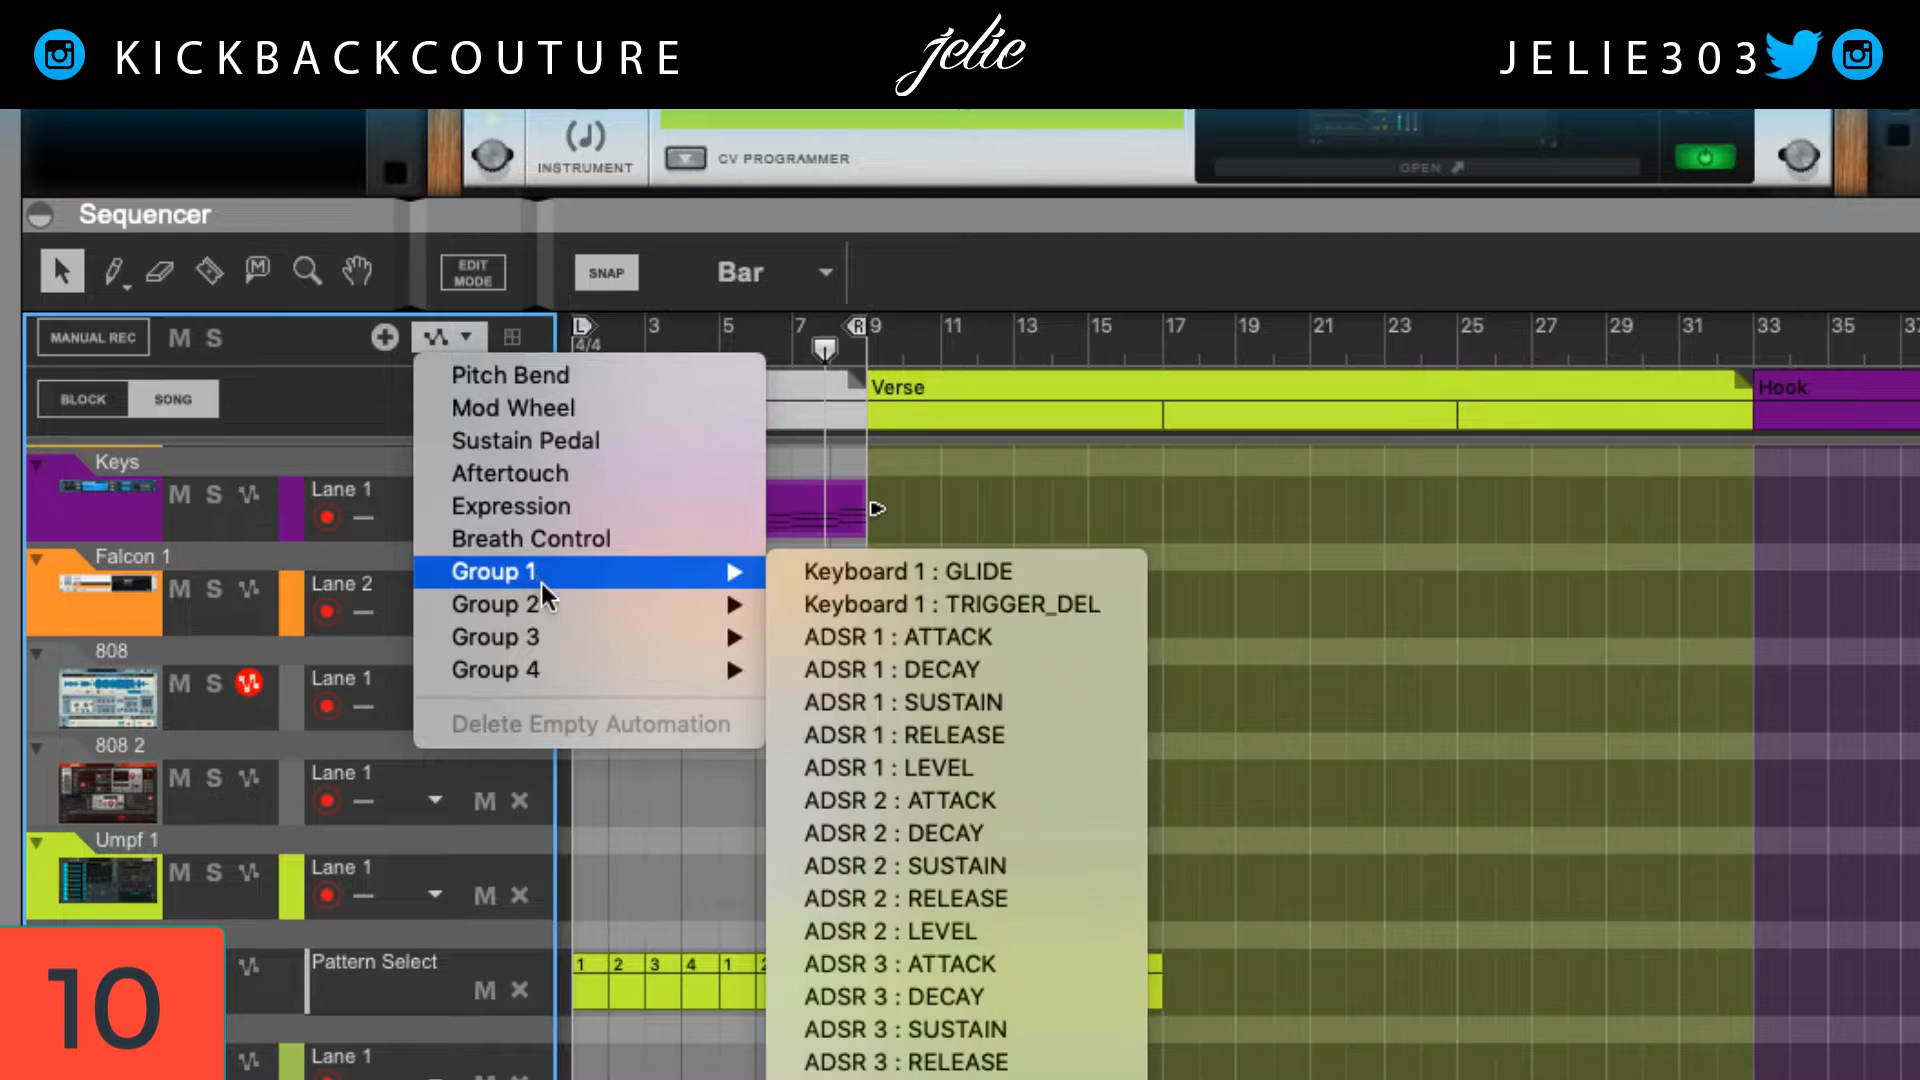 KICKBACKCOUTURE
jelie
JELIE303
INSTRUMENT
CV PROGRAMMER
OPEN
Sequencer
EDIT MODE
SNAP
Bar
MANUAL REC
M S
L 3 5 7 R 9 11 13 15 17 19 21 23 25 27 29 31 33 35 37
4/4
BLOCK
SONG
Verse
Hook
Pitch Bend
Mod Wheel
Sustain Pedal
Aftertouch
Expression
Breath Control
Group 1
Group 2
Group 3
Group 4
Delete Empty Automation
Keyboard 1 : GLIDE
Keyboard 1 : TRIGGER_DEL
ADSR 1 : ATTACK
ADSR 1 : DECAY
ADSR 1 : SUSTAIN
ADSR 1 : RELEASE
ADSR 1 : LEVEL
ADSR 2 : ATTACK
ADSR 2 : DECAY
ADSR 2 : SUSTAIN
ADSR 2 : RELEASE
ADSR 2 : LEVEL
ADSR 3 : ATTACK
ADSR 3 : DECAY
ADSR 3 : SUSTAIN
ADSR 3 : RELEASE
Keys
M S
Lane 1
Falcon 1
M S
Lane 2
808
M S
Lane 1
808 2
M S
Lane 1
M
Umpf 1
M S
Lane 1
M
Pattern Select
M
1 2 3 4 1
Lane 1
10